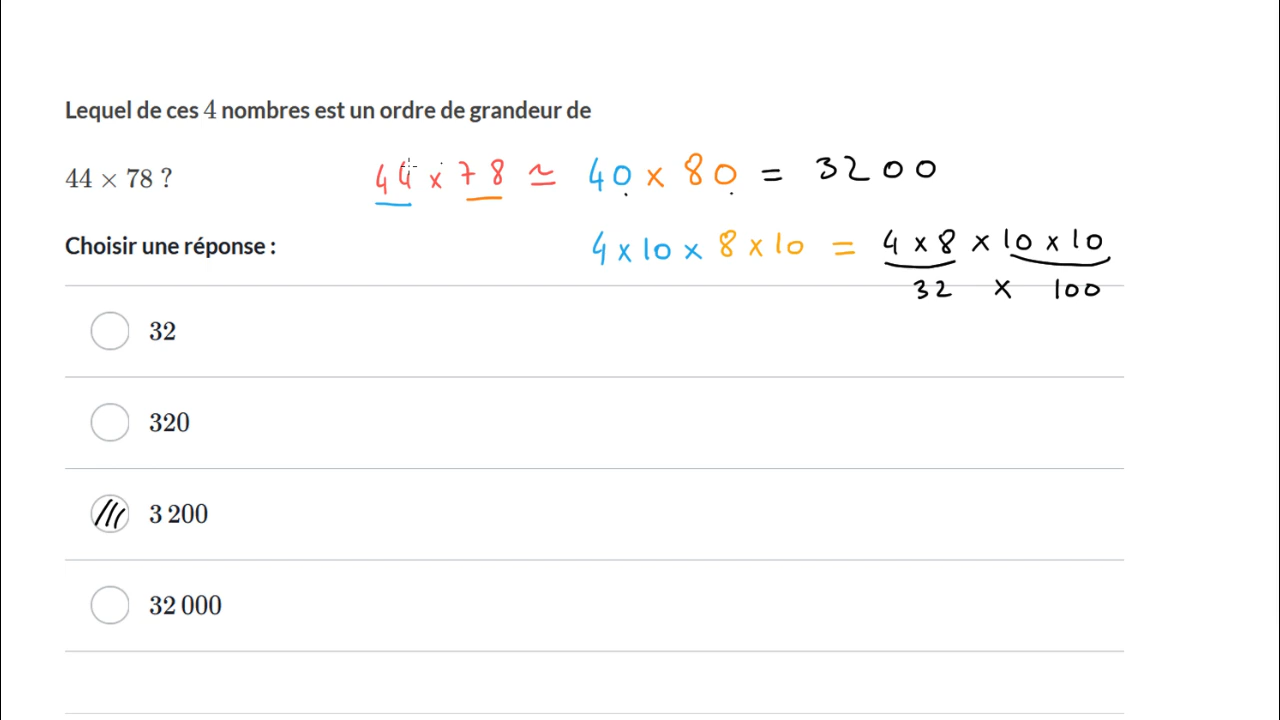 Lequel de ces 4 nombres est un ordre de grandeur de
44 × 78 ? 44 × 78 ≃ 40 × 80 = 3200
Choisir une réponse : 4 × 10 × 8 × 10 = 4 × 8 × 10 × 10
32 × 100
32
320
3 200
32 000